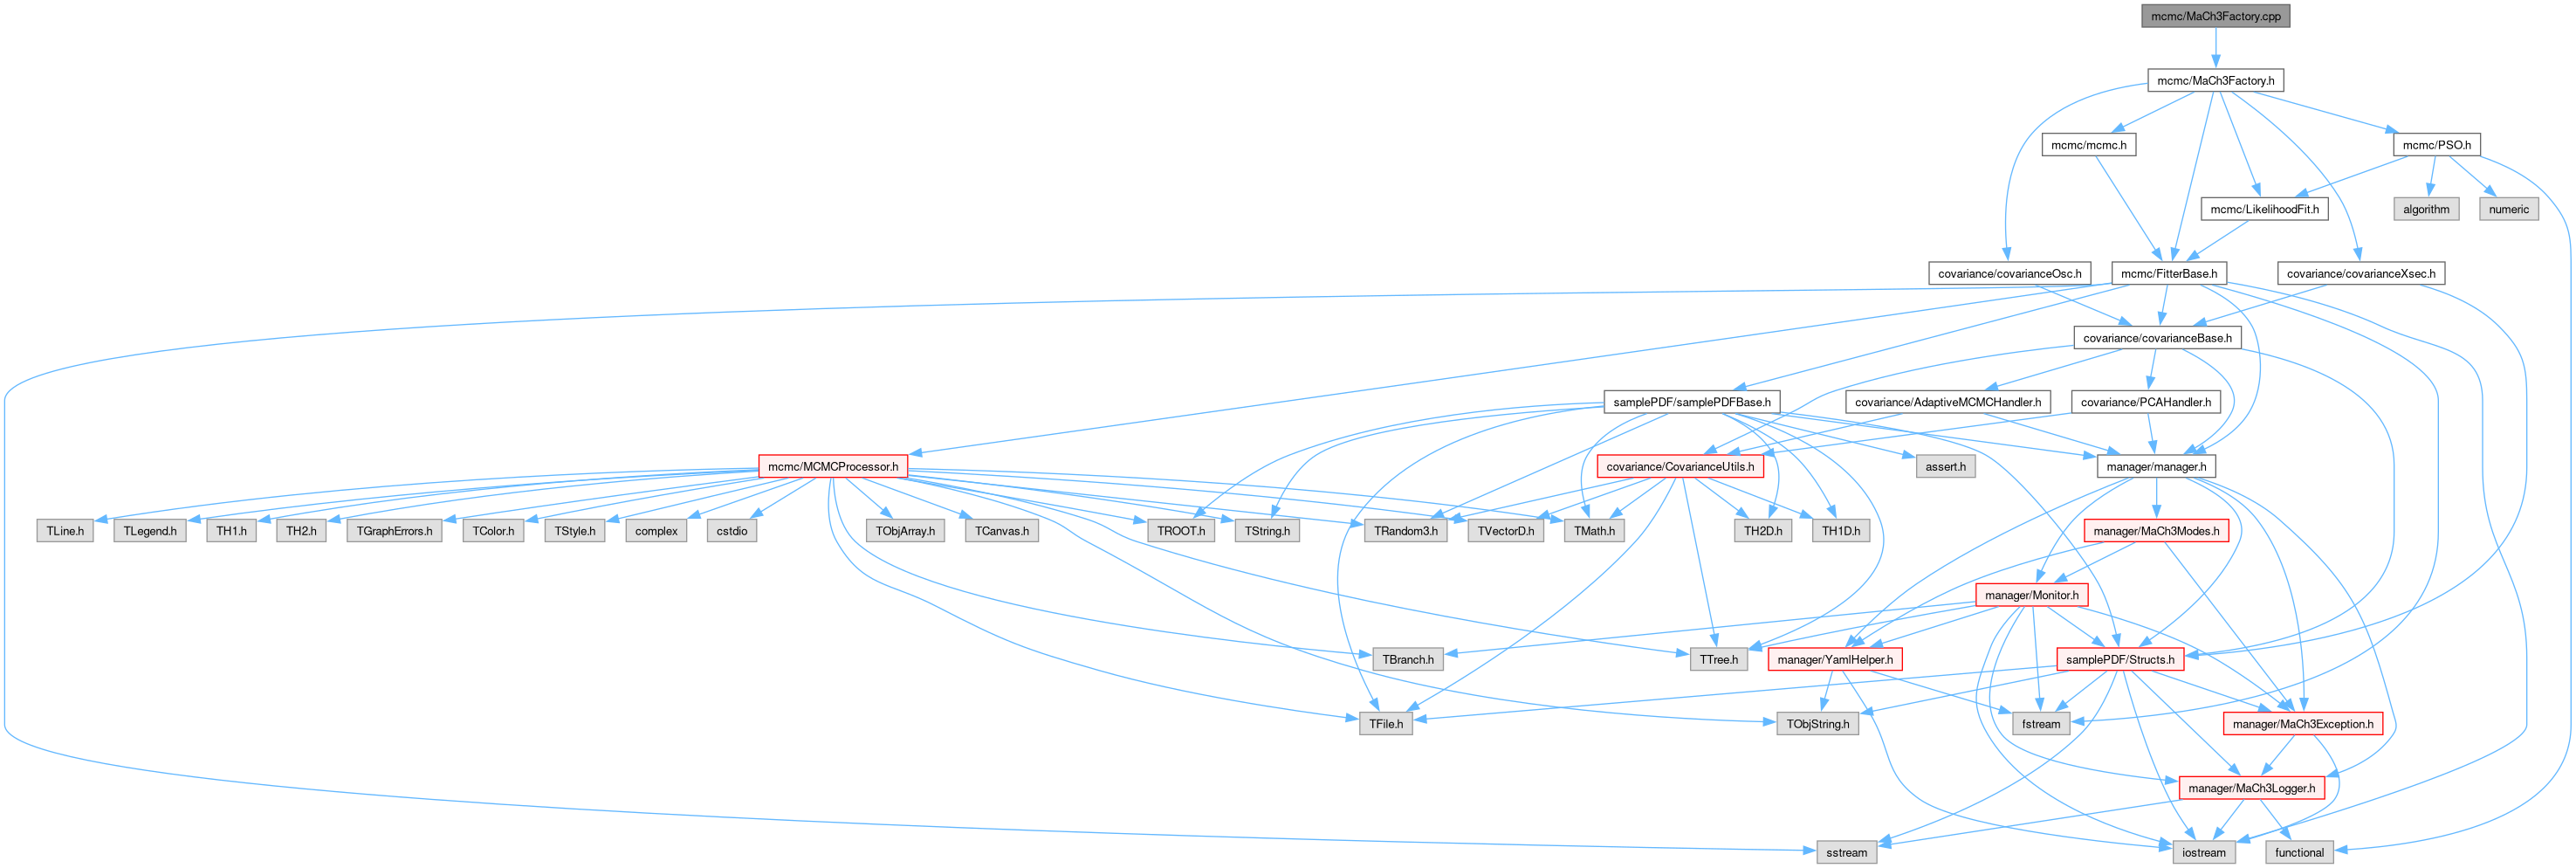 mcmc/MaCh3Factory.cpp
mcmc/MaCh3Factory.h
mcmc/mcmc.h
mcmc/PSO.h
mcmc/LikelihoodFit.h
algorithm
numeric
covariance/covarianceOsc.h
mcmc/FitterBase.h
covariance/covarianceXsec.h
covariance/covarianceBase.h
samplePDF/samplePDFBase.h
covariance/AdaptiveMCMCHandler.h
covariance/PCAHandler.h
mcmc/MCMCProcessor.h
covariance/CovarianceUtils.h
assert.h
manager/manager.h
TLine.h
TLegend.h
TH1.h
TH2.h
TGraphErrors.h
TColor.h
TStyle.h
complex
cstdio
TObjArray.h
TCanvas.h
TROOT.h
TString.h
TRandom3.h
TVectorD.h
TMath.h
TH2D.h
TH1D.h
manager/MaCh3Modes.h
manager/Monitor.h
TBranch.h
TTree.h
manager/YamlHelper.h
samplePDF/Structs.h
TFile.h
TObjString.h
fstream
manager/MaCh3Exception.h
manager/MaCh3Logger.h
sstream
iostream
functional